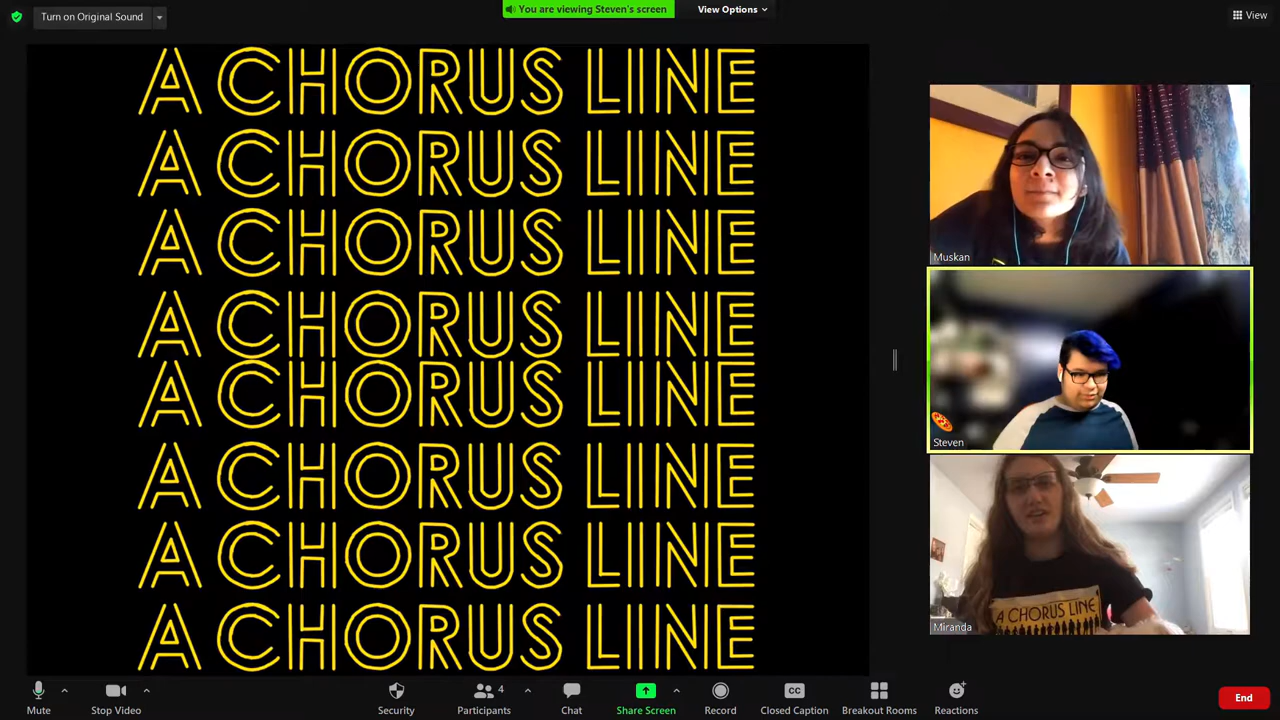 Turn on Original Sound
You are viewing Steven's screen
View Options
View
A CHORUS LINE
A CHORUS LINE
A CHORUS LINE
A CHORUS LINE
A CHORUS LINE
A CHORUS LINE
A CHORUS LINE
A CHORUS LINE
Muskan
Steven
A CHORUS LINE
Miranda
Mute
Stop Video
Security
Participants
4
Chat
Share Screen
Record
CC
Closed Caption
Breakout Rooms
Reactions
End